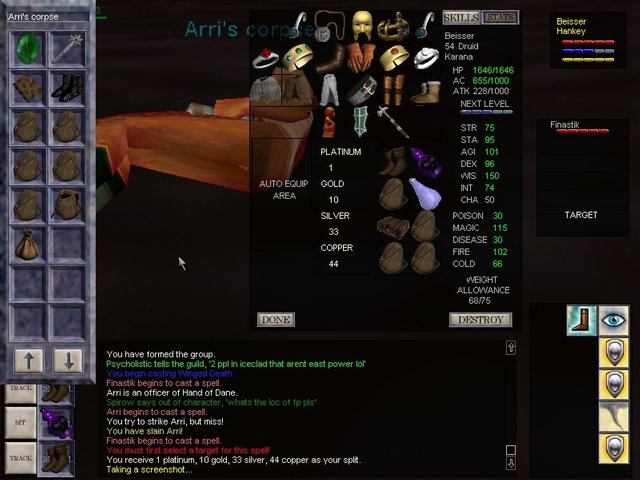 Arri's corpse
3
Arri's corpse
SKILLS
STATS
Beisser
54 Druid
Karana
HP 1646/1646
AC 655/1000
ATK 228/1000
NEXT LEVEL
STR 75
STA 95
AGI 101
DEX 96
WIS 150
INT 74
CHA 50
POISON 30
MAGIC 115
DISEASE 30
FIRE 102
COLD 66
WEIGHT
ALLOWANCE
68/75
AUTO EQUIP
AREA
PLATINUM
1
GOLD
10
SILVER
33
COPPER
44
DONE
DESTROY
Beisser
Hankey
Finastik
TARGET
TRACK
SIT
TRACK
You have formed the group.
Psycholistic tells the guild, '2 ppl in iceclad that arent east power lol'
You begin casting Winged Death.
Finastik begins to cast a spell.
Arri is an officer of Hand of Dane.
Spirow says out of character, 'whats the loc of fp pls'
Arri begins to cast a spell.
You try to strike Arri, but miss!
You have slain Arri!
Finastik begins to cast a spell.
You must first select a target for this spell!
You receive 1 platinum, 10 gold, 33 silver, 44 copper as your split.
Taking a screenshot...